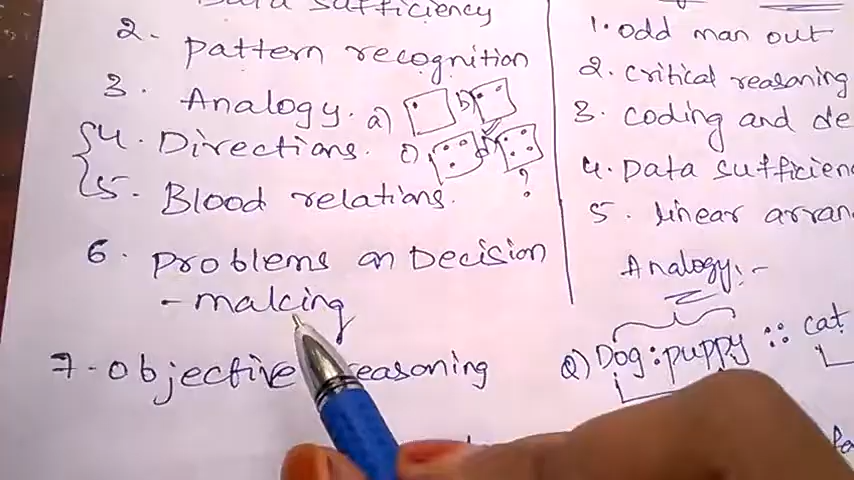 Data Sufficiency
2. pattern recognition
3. Analogy. a) b)
4. Directions. c) d)
?
5. Blood relations.
6. problems on Decision
- making
7. objective reasoning
1. odd man out
2. critical reasoning
3. coding and de
4. Data sufficien
5. linear arran
Analogy:-
Q) Dog : puppy :: cat